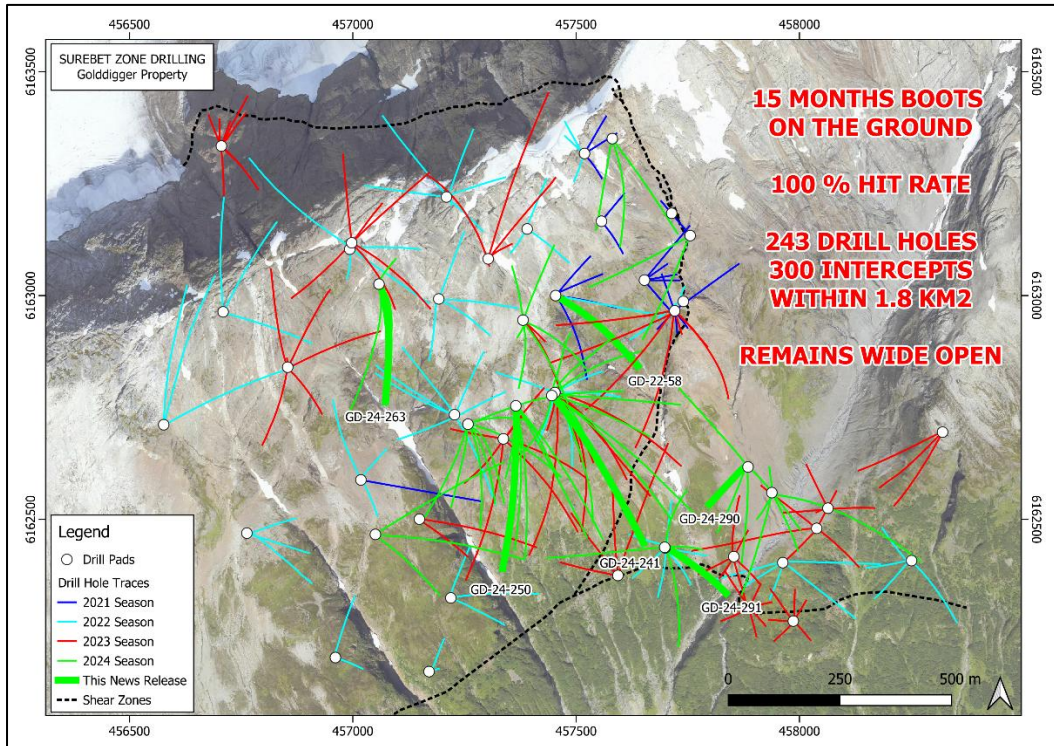 456500 457000 457500 458000
SUREBET ZONE DRILLING
Golddigger Property
6163500
6163500
15 MONTHS BOOTS
ON THE GROUND
100 % HIT RATE
243 DRILL HOLES
300 INTERCEPTS
WITHIN 1.8 KM2
REMAINS WIDE OPEN
6163000
6163000
GD-22-58
GD-24-263
6162500
6162500
GD-24-290
GD-24-241
GD-24-250
GD-24-291
Legend
Drill Pads
Drill Hole Traces
2021 Season
2022 Season
2023 Season
2024 Season
This News Release
Shear Zones
0 250 500 m
456500 457000 457500 458000